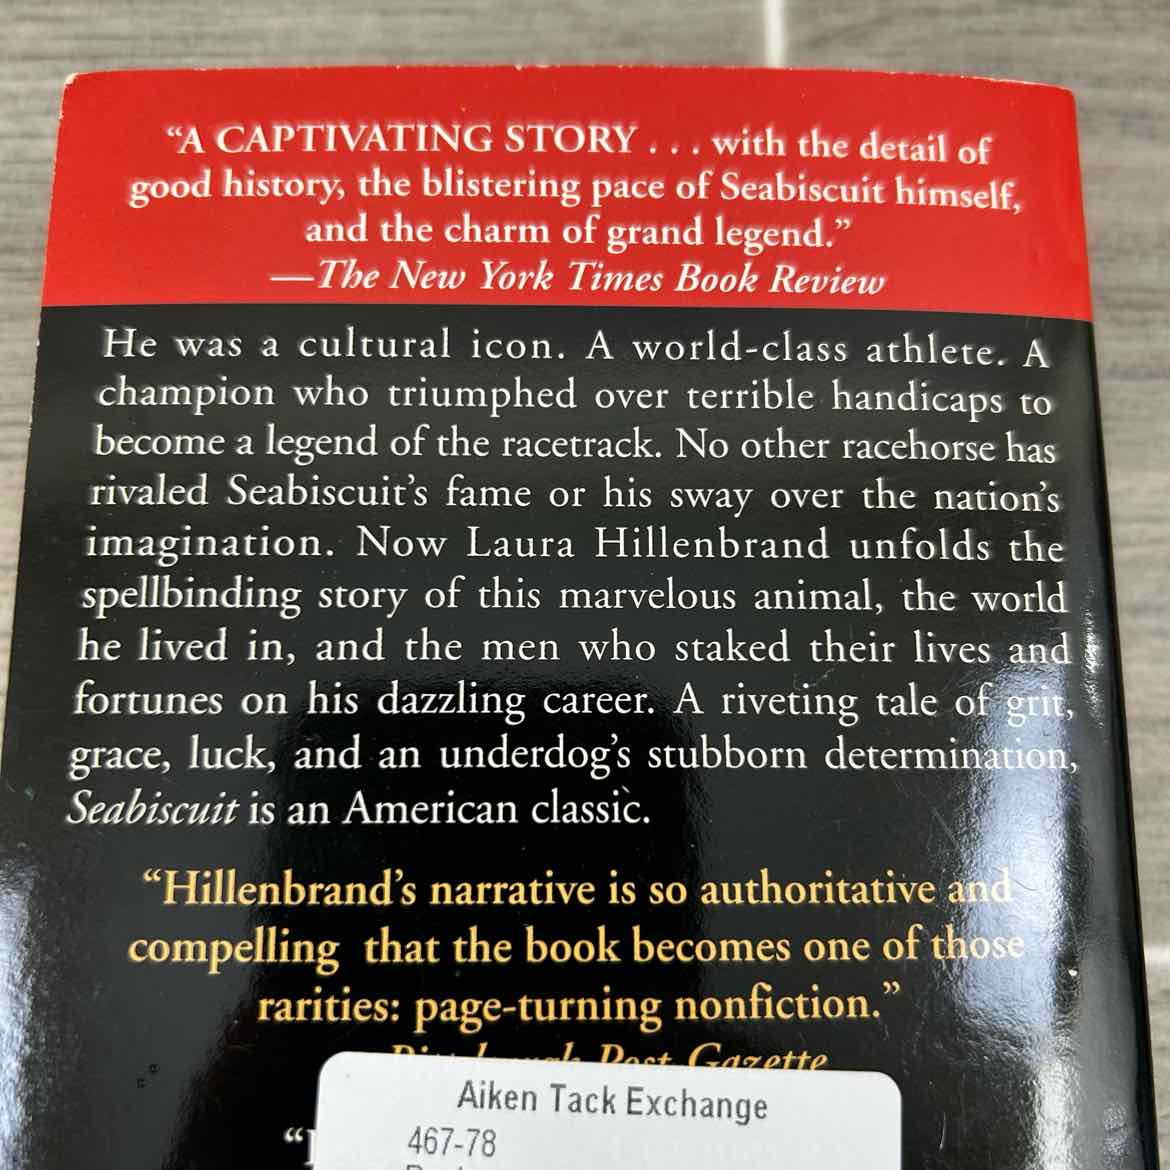 “A CAPTIVATING STORY . . . with the detail of
good history, the blistering pace of Seabiscuit himself,
and the charm of grand legend.”
—The New York Times Book Review
He was a cultural icon. A world-class athlete. A
champion who triumphed over terrible handicaps to
become a legend of the racetrack. No other racehorse has
rivaled Seabiscuit’s fame or his sway over the nation’s
imagination. Now Laura Hillenbrand unfolds the
spellbinding story of this marvelous animal, the world
he lived in, and the men who staked their lives and
fortunes on his dazzling career. A riveting tale of grit,
grace, luck, and an underdog’s stubborn determination,
Seabiscuit is an American classic.
“Hillenbrand’s narrative is so authoritative and
compelling that the book becomes one of those
rarities: page-turning nonfiction.”
Pittsburgh Post-Gazette
Aiken Tack Exchange
467-78